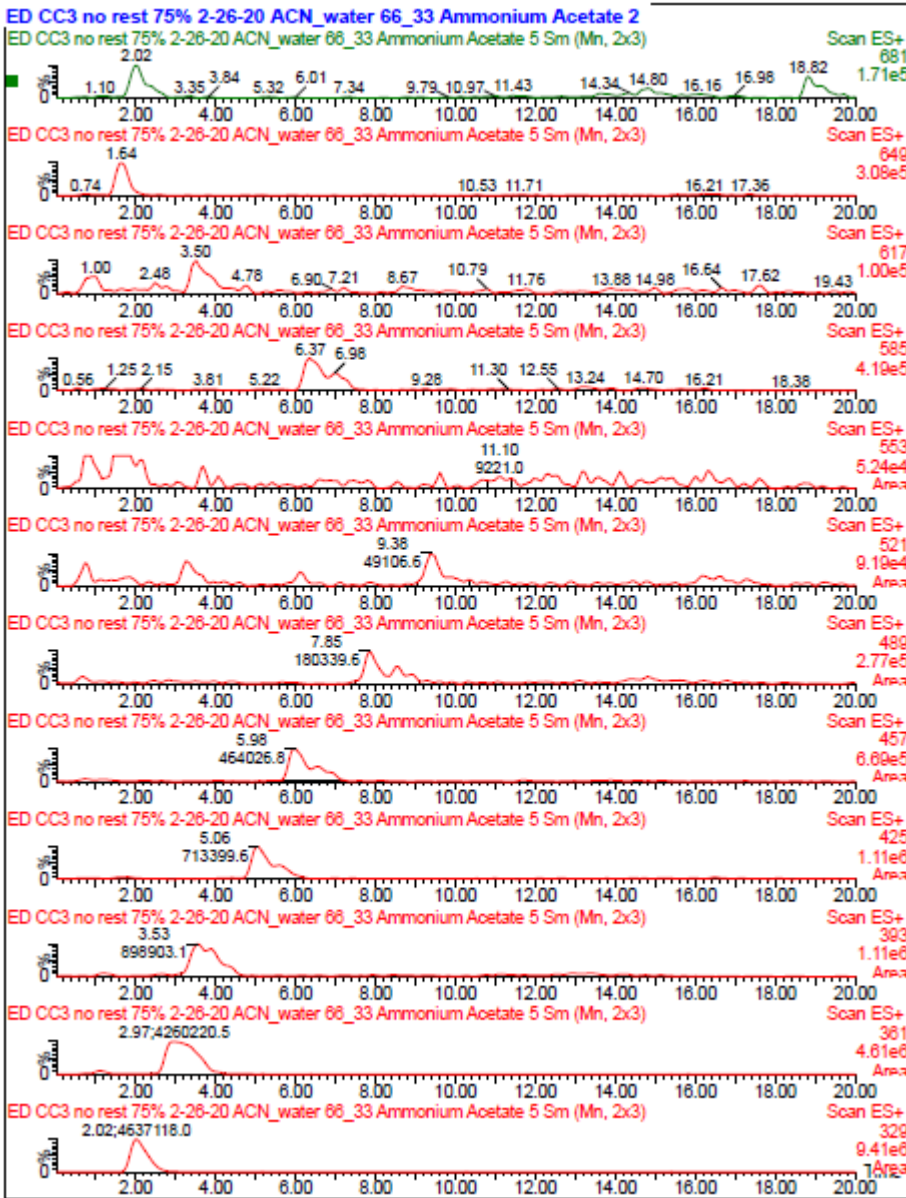 ED CC3 no rest 75% 2-26-20 ACN_water 66_33 Ammonium Acetate 2
ED CC3 no rest 75% 2-26-20 ACN_water 66_33 Ammonium Acetate 5 Sm (Mn, 2x3) Scan ES+
681
1.71e5
2.02 18.82
1.10 3.35 3.84 5.32 6.01 7.34 9.79 10.97 11.43 14.34 14.80 16.16 16.98
%
0
2.00 4.00 6.00 8.00 10.00 12.00 14.00 16.00 18.00 20.00
ED CC3 no rest 75% 2-26-20 ACN_water 66_33 Ammonium Acetate 5 Sm (Mn, 2x3) Scan ES+
649
3.08e5
1.64
0.74 10.53 11.71 16.21 17.36
%
0
2.00 4.00 6.00 8.00 10.00 12.00 14.00 16.00 18.00 20.00
ED CC3 no rest 75% 2-26-20 ACN_water 66_33 Ammonium Acetate 5 Sm (Mn, 2x3) Scan ES+
617
1.00e5
3.50
1.00 2.48 4.78 6.90 7.21 8.67 10.79 11.76 13.88 14.98 16.64 17.62 19.43
%
0
2.00 4.00 6.00 8.00 10.00 12.00 14.00 16.00 18.00 20.00
ED CC3 no rest 75% 2-26-20 ACN_water 66_33 Ammonium Acetate 5 Sm (Mn, 2x3) Scan ES+
585
4.19e5
6.37 6.98
0.56 1.25 2.15 3.81 5.22 9.28 11.30 12.55 13.24 14.70 16.21 18.38
%
0
2.00 4.00 6.00 8.00 10.00 12.00 14.00 16.00 18.00 20.00
ED CC3 no rest 75% 2-26-20 ACN_water 66_33 Ammonium Acetate 5 Sm (Mn, 2x3) Scan ES+
553
5.24e4
Area
11.10
9221.0
%
0
2.00 4.00 6.00 8.00 10.00 12.00 14.00 16.00 18.00 20.00
ED CC3 no rest 75% 2-26-20 ACN_water 66_33 Ammonium Acetate 5 Sm (Mn, 2x3) Scan ES+
521
9.19e4
Area
9.38
49106.6
%
0
2.00 4.00 6.00 8.00 10.00 12.00 14.00 16.00 18.00 20.00
ED CC3 no rest 75% 2-26-20 ACN_water 66_33 Ammonium Acetate 5 Sm (Mn, 2x3) Scan ES+
489
2.77e5
Area
7.85
180339.6
%
0
2.00 4.00 6.00 8.00 10.00 12.00 14.00 16.00 18.00 20.00
ED CC3 no rest 75% 2-26-20 ACN_water 66_33 Ammonium Acetate 5 Sm (Mn, 2x3) Scan ES+
457
6.69e5
Area
5.98
464026.8
%
0
2.00 4.00 6.00 8.00 10.00 12.00 14.00 16.00 18.00 20.00
ED CC3 no rest 75% 2-26-20 ACN_water 66_33 Ammonium Acetate 5 Sm (Mn, 2x3) Scan ES+
425
1.11e6
Area
5.06
713399.6
%
0
2.00 4.00 6.00 8.00 10.00 12.00 14.00 16.00 18.00 20.00
ED CC3 no rest 75% 2-26-20 ACN_water 66_33 Ammonium Acetate 5 Sm (Mn, 2x3) Scan ES+
393
1.11e6
Area
3.53
898903.1
%
0
2.00 4.00 6.00 8.00 10.00 12.00 14.00 16.00 18.00 20.00
ED CC3 no rest 75% 2-26-20 ACN_water 66_33 Ammonium Acetate 5 Sm (Mn, 2x3) Scan ES+
361
4.61e6
Area
2.97;4260220.5
%
0
2.00 4.00 6.00 8.00 10.00 12.00 14.00 16.00 18.00 20.00
ED CC3 no rest 75% 2-26-20 ACN_water 66_33 Ammonium Acetate 5 Sm (Mn, 2x3) Scan ES+
329
9.41e6
Area
2.02;4637118.0
%
0
2.00 4.00 6.00 8.00 10.00 12.00 14.00 16.00 18.00 20.00